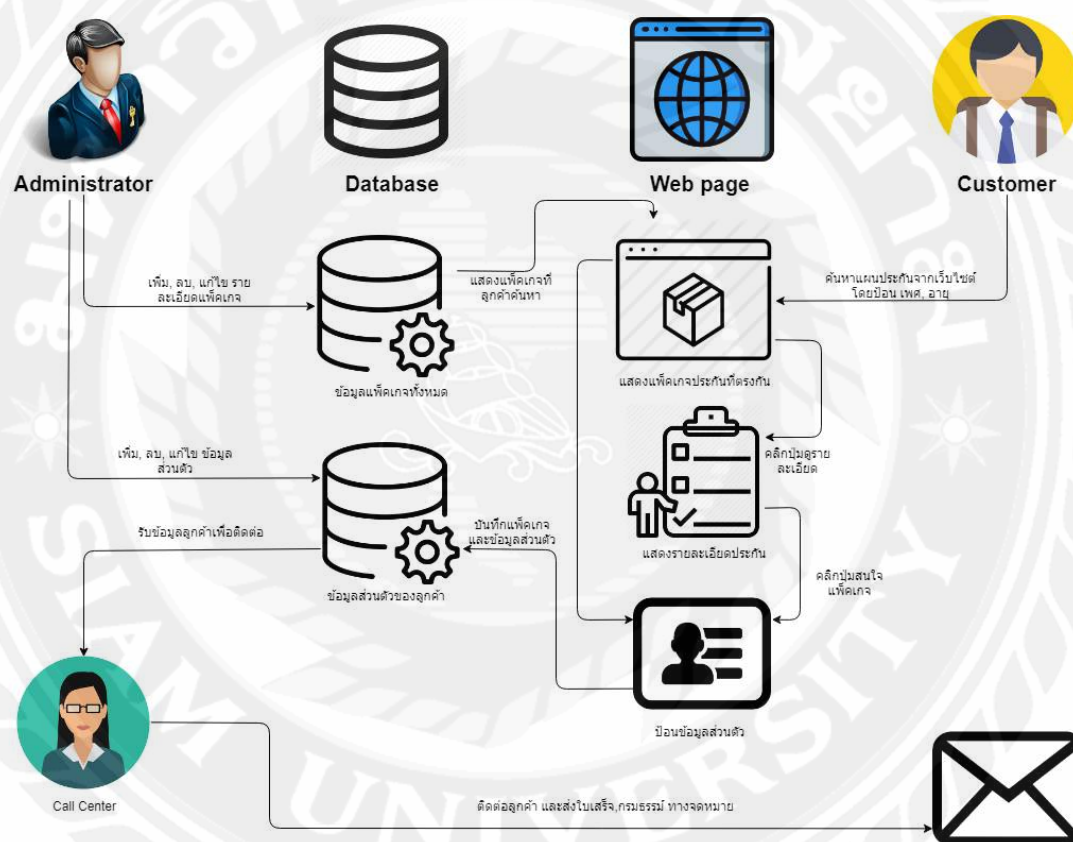 Administrator
Database
Web page
Customer
เพิ่ม, ลบ, แก้ไข ราย
ละเอียดแพ็คเกจ
แสดงแพ็คเกจที่
ลูกค้าค้นหา
ค้นหาแผนประกันจากเว็บไซต์
โดยป้อน เพศ, อายุ
ข้อมูลแพ็คเกจทั้งหมด
แสดงแพ็คเกจประกันที่ตรงกัน
เพิ่ม, ลบ, แก้ไข ข้อมูล
ส่วนตัว
คลิกปุ่มดูราย
ละเอียด
รับข้อมูลลูกค้าเพื่อติดต่อ
บันทึกแพ็คเกจ
และข้อมูลส่วนตัว
แสดงรายละเอียดประกัน
ข้อมูลส่วนตัวของลูกค้า
คลิกปุ่มสนใจ
แพ็คเกจ
ป้อนข้อมูลส่วนตัว
Call Center
ติดต่อลูกค้า และส่งใบเสร็จ,กรมธรรม์ ทางจดหมาย
SIAM UNIVERSITY